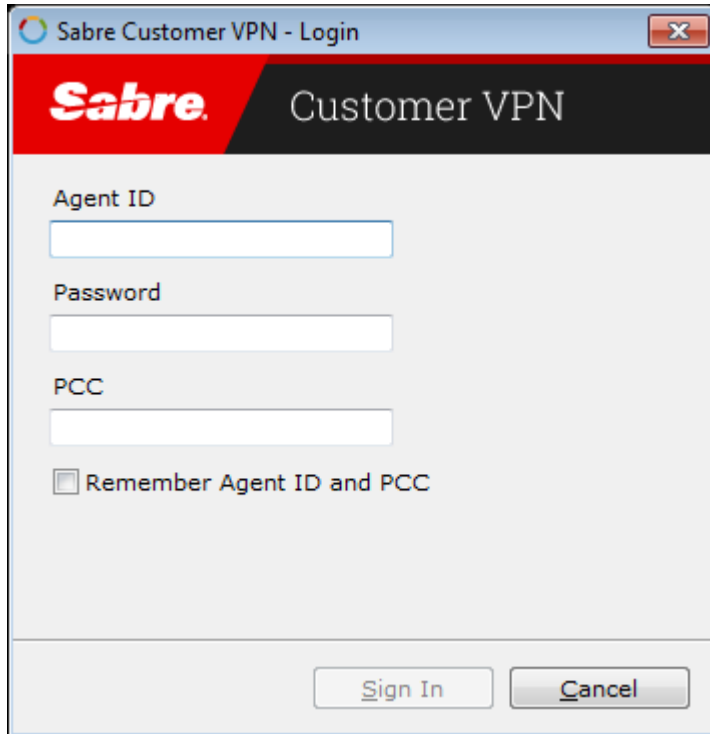 Sabre Customer VPN - Login
Sabre. Customer VPN
Agent ID
Password
PCC
Remember Agent ID and PCC
Sign In Cancel